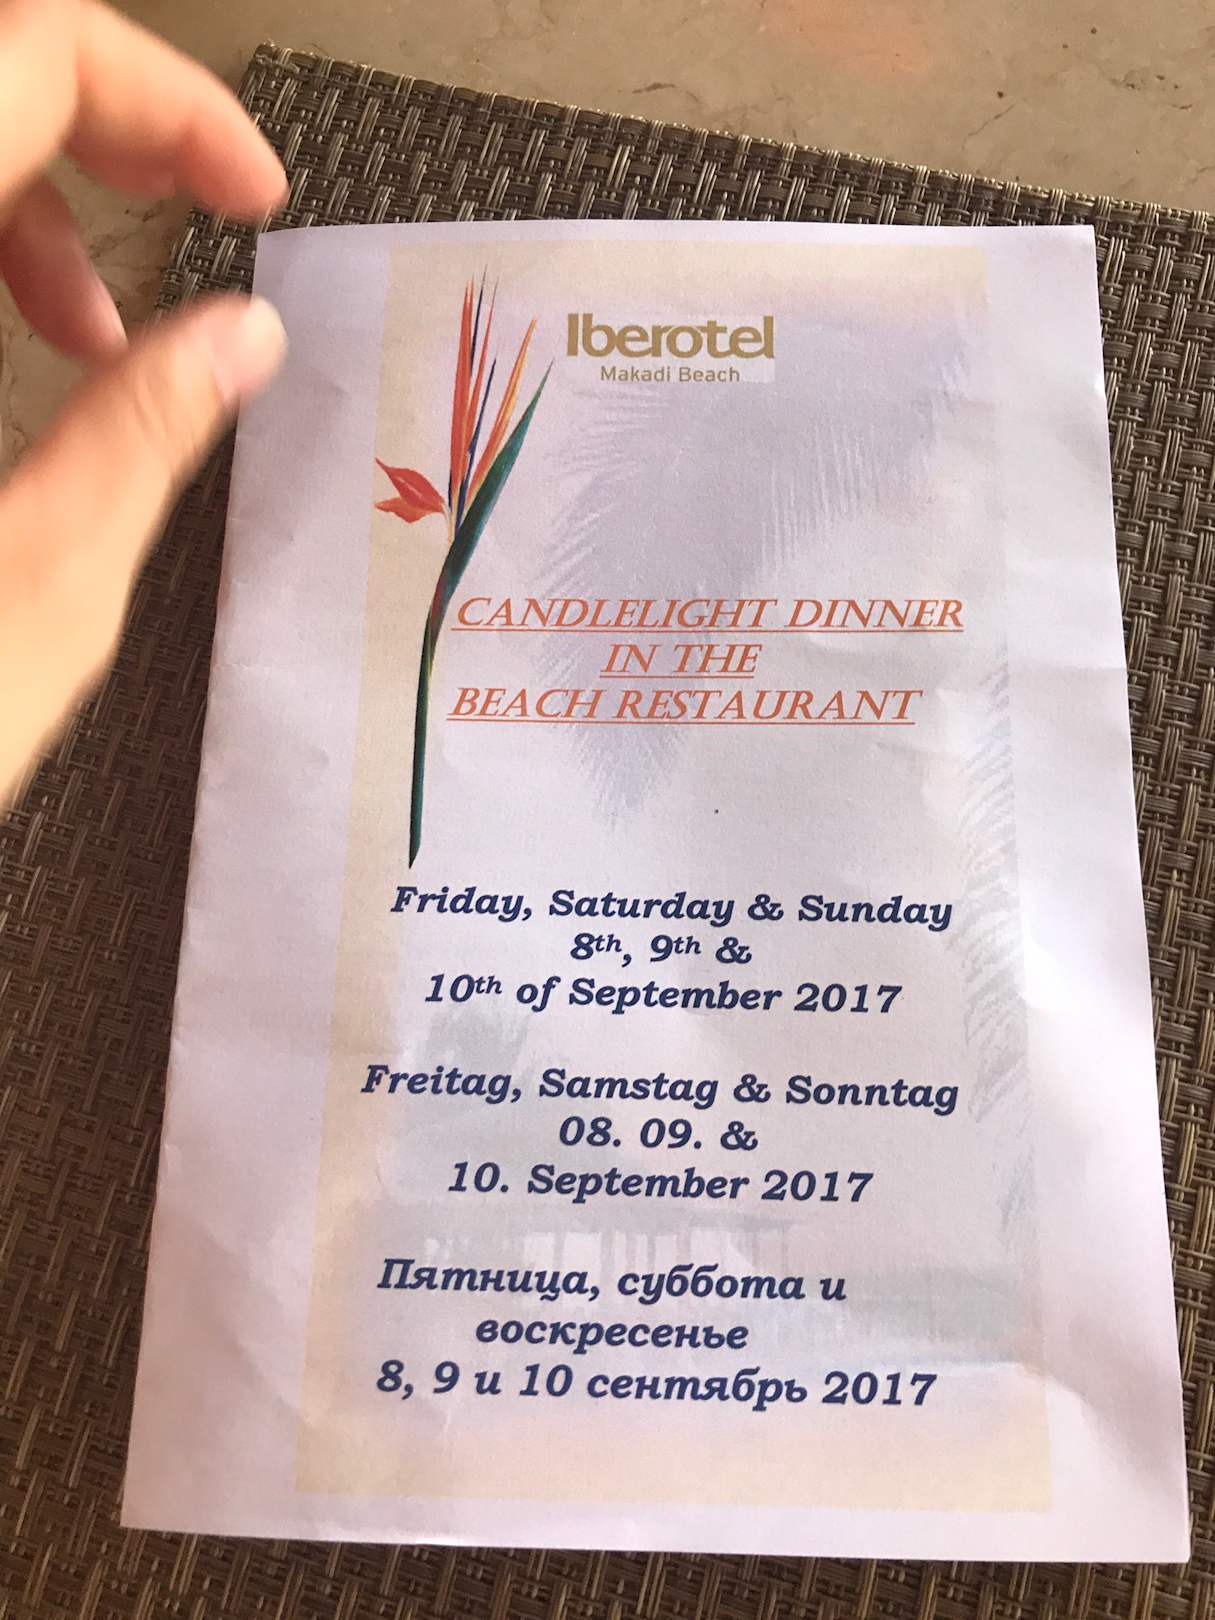 Iberotel
Makadi Beach
CANDLELIGHT DINNER
IN THE
BEACH RESTAURANT
Friday, Saturday & Sunday
8th, 9th &
10th of September 2017
Freitag, Samstag & Sonntag
08. 09. &
10. September 2017
Пятница, суббота и
воскресенье
8, 9 и 10 сентябрь 2017